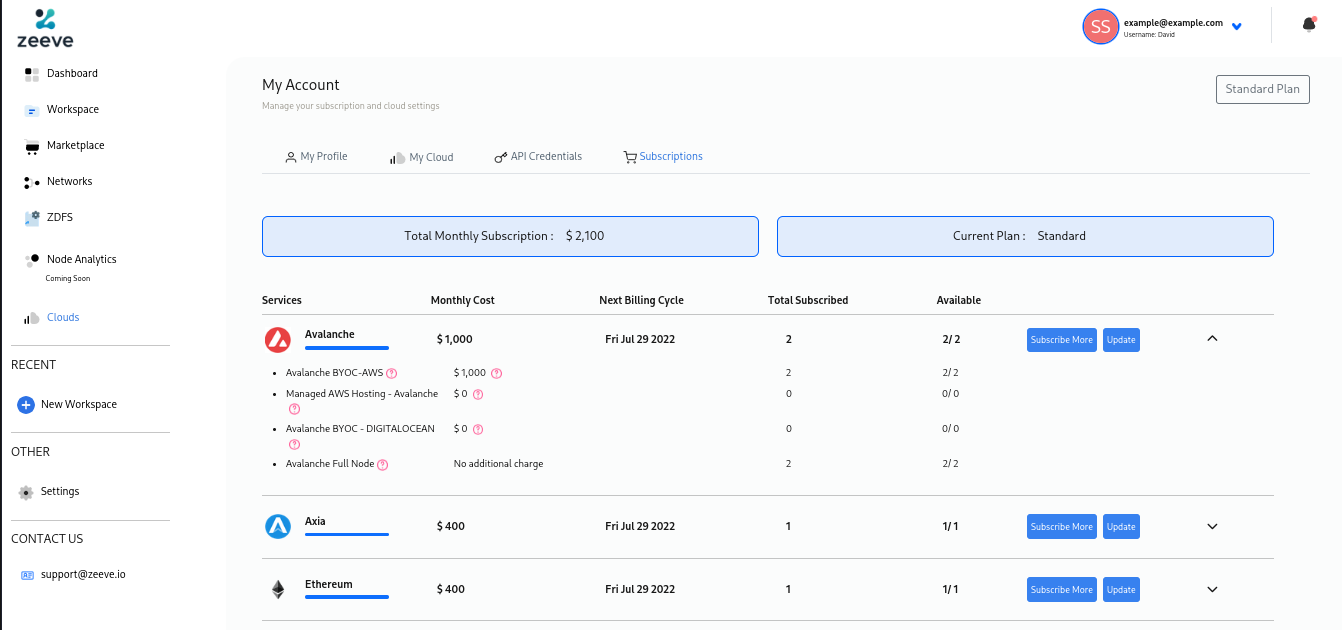 zeeve
SS
example@example.com
Username: David
Dashboard
Workspace
Marketplace
Networks
ZDFS
Node Analytics
Coming Soon
Clouds
RECENT
New Workspace
OTHER
Settings
CONTACT US
support@zeeve.io
My Account
Manage your subscription and cloud settings
Standard Plan
My Profile My Cloud API Credentials Subscriptions
Total Monthly Subscription : $ 2,100
Current Plan : Standard
Services Monthly Cost Next Billing Cycle Total Subscribed Available
Avalanche $ 1,000 Fri Jul 29 2022 2 2/ 2 Subscribe More Update
• Avalanche BYOC-AWS ? $ 1,000 ? 2 2/ 2
• Managed AWS Hosting - Avalanche ? $ 0 ? 0 0/ 0
• Avalanche BYOC - DIGITALOCEAN ? $ 0 ? 0 0/ 0
• Avalanche Full Node ? No additional charge 2 2/ 2
Axia $ 400 Fri Jul 29 2022 1 1/ 1 Subscribe More Update
Ethereum $ 400 Fri Jul 29 2022 1 1/ 1 Subscribe More Update